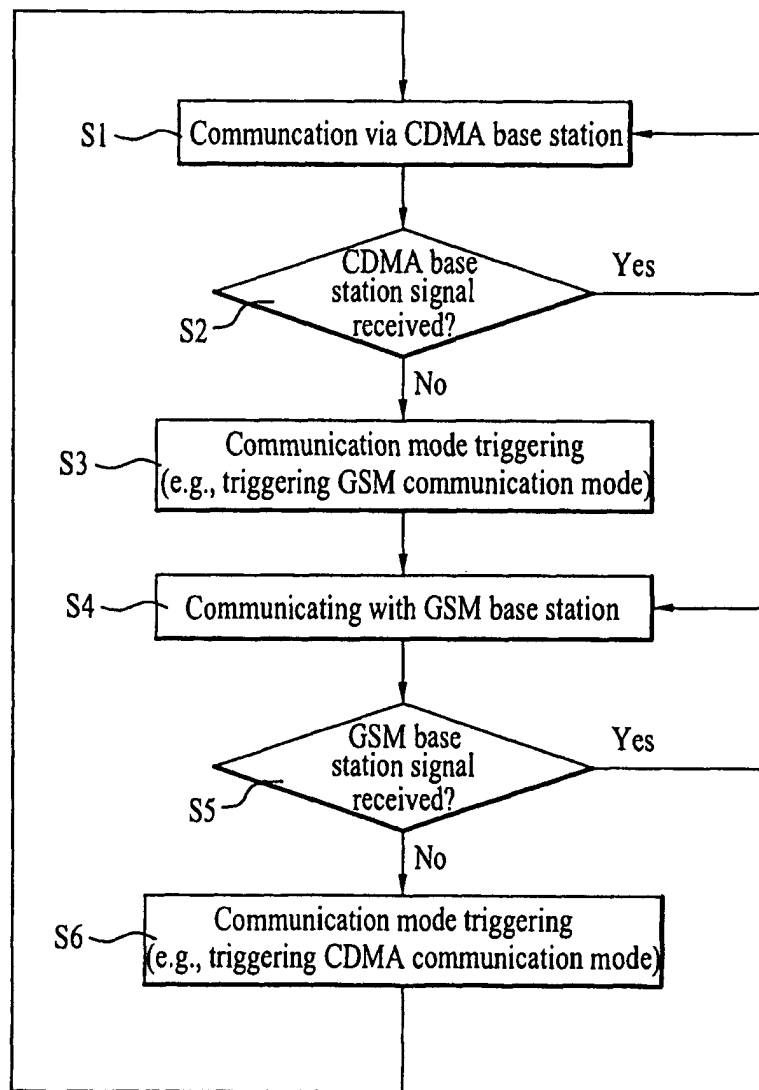 S1
Communcation via CDMA base station
CDMA base
station signal
received?
Yes
S2
No
Communication mode triggering
(e.g., triggering GSM communication mode)
S3
S4
Communicating with GSM base station
GSM base
station signal
received?
Yes
S5
No
Communication mode triggering
(e.g., triggering CDMA communication mode)
S6